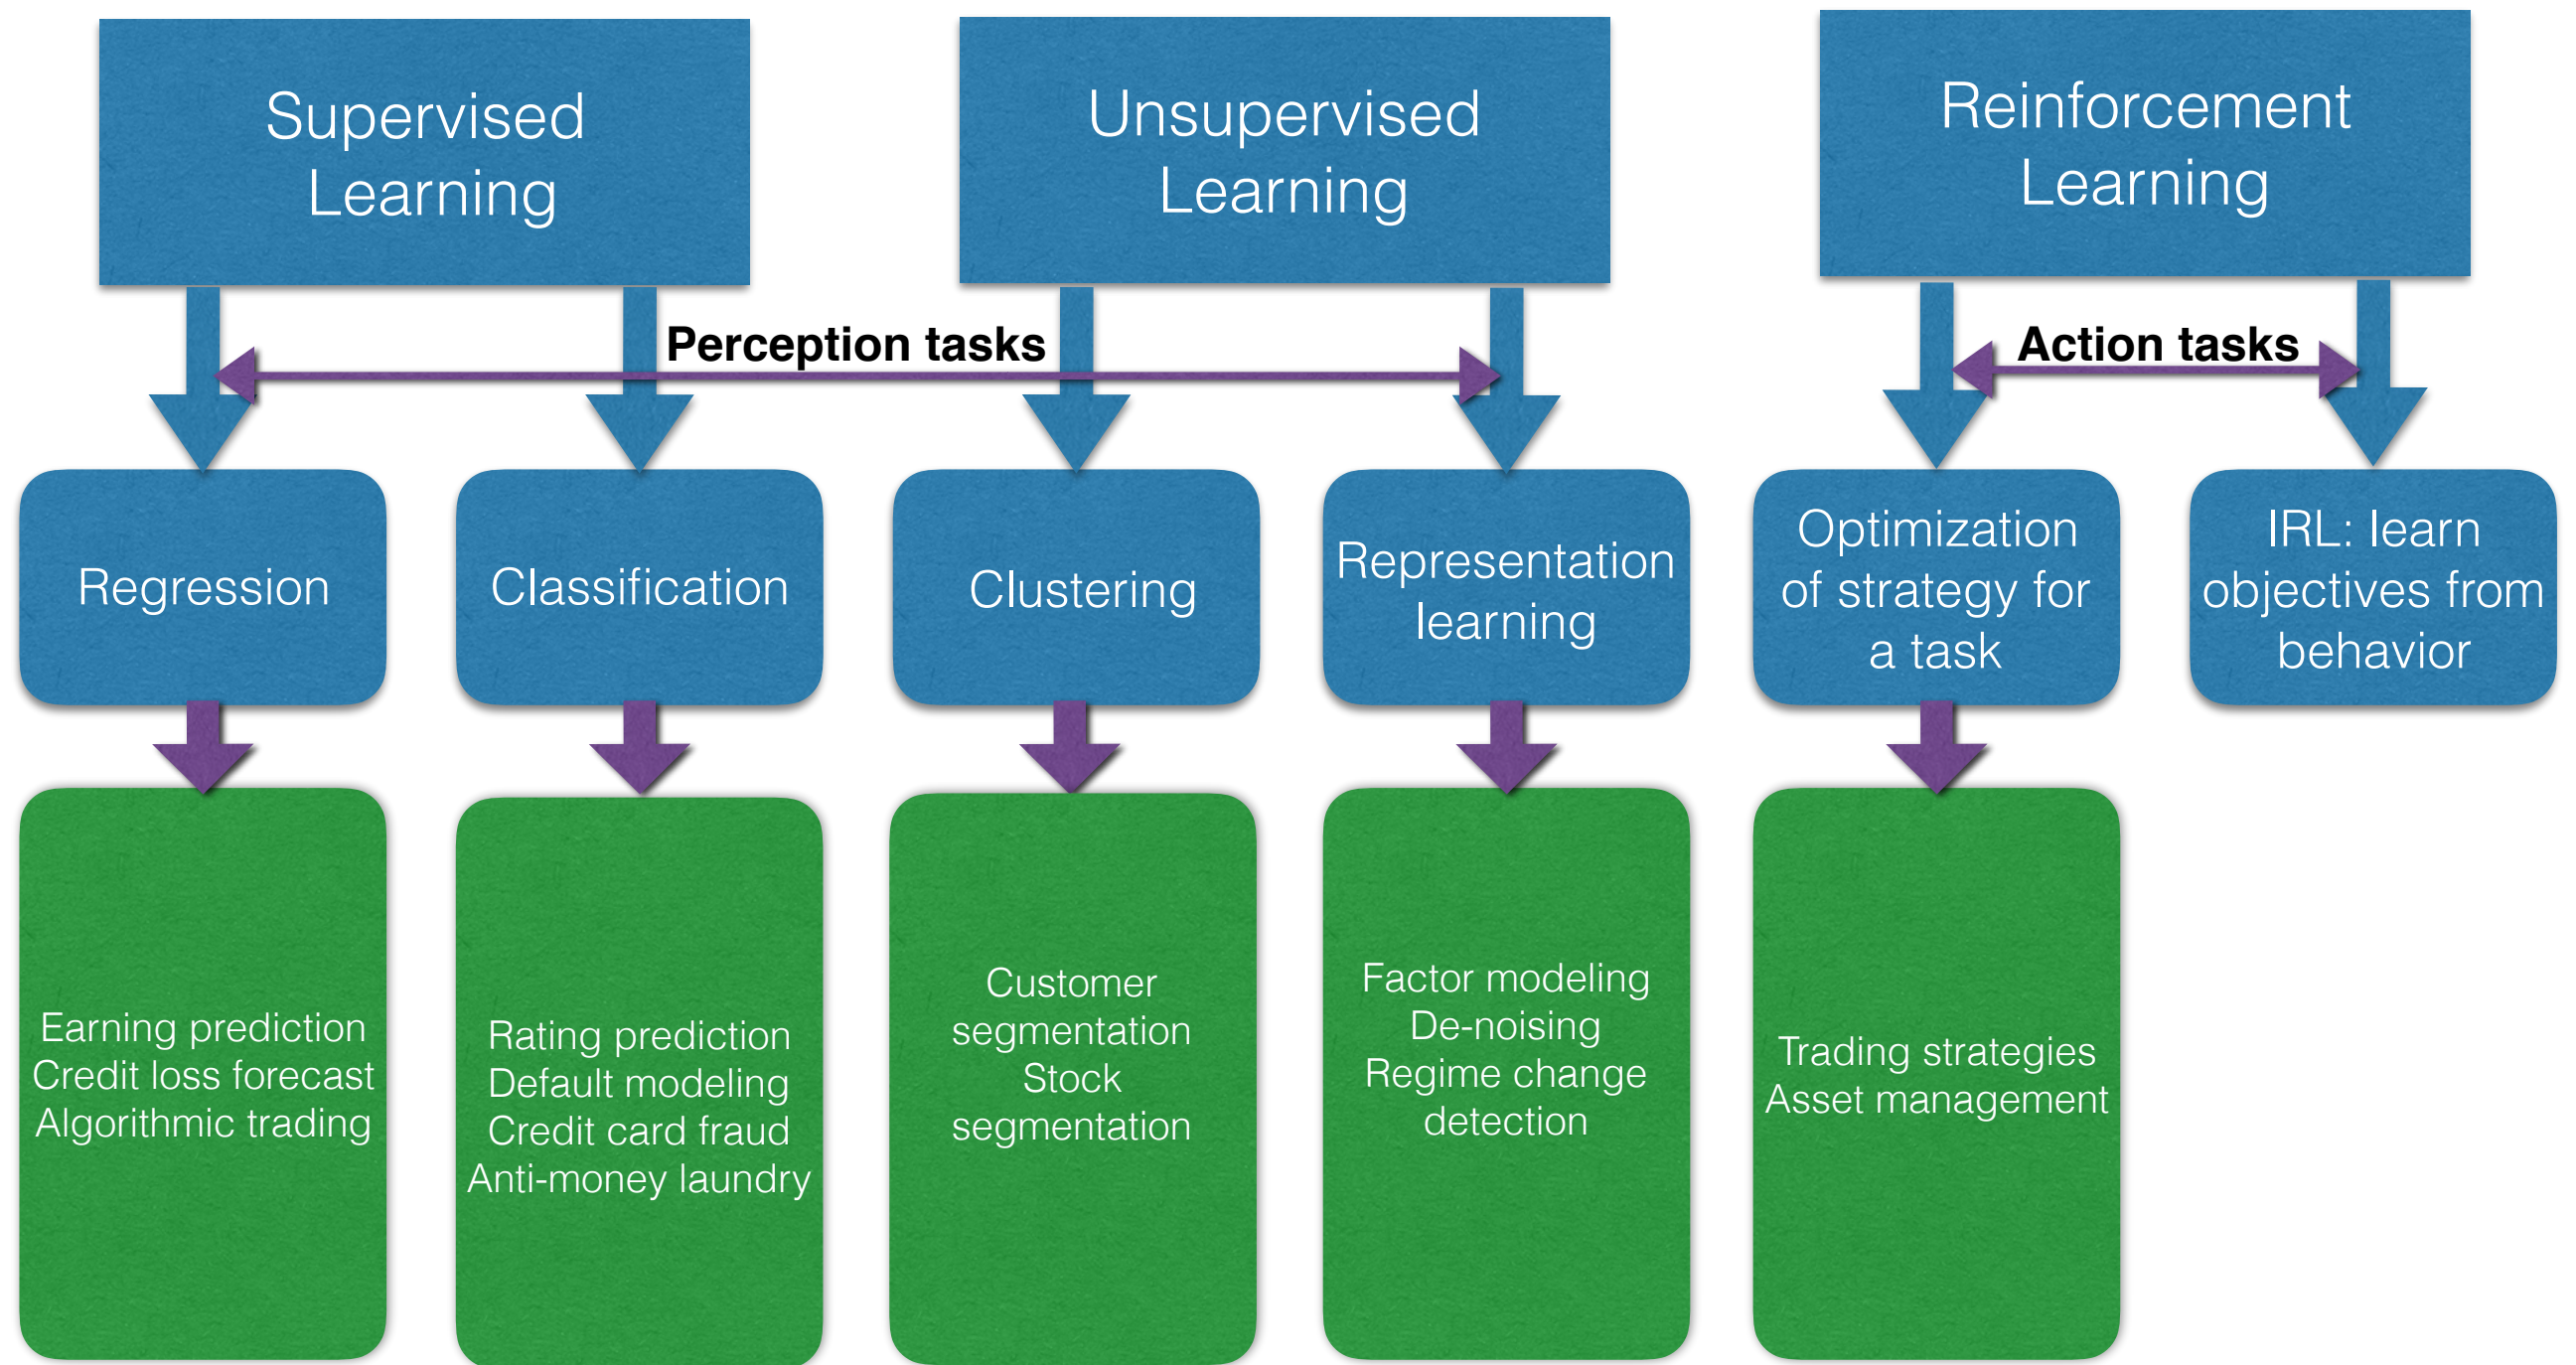 Supervised
Learning
Unsupervised
Learning
Reinforcement
Learning
Perception tasks
Action tasks
Regression
Classification
Clustering
Representation
learning
Optimization
of strategy for
a task
IRL: learn
objectives from
behavior
Earning prediction
Credit loss forecast
Algorithmic trading
Rating prediction
Default modeling
Credit card fraud
Anti-money laundry
Customer
segmentation
Stock
segmentation
Factor modeling
De-noising
Regime change
detection
Trading strategies
Asset management